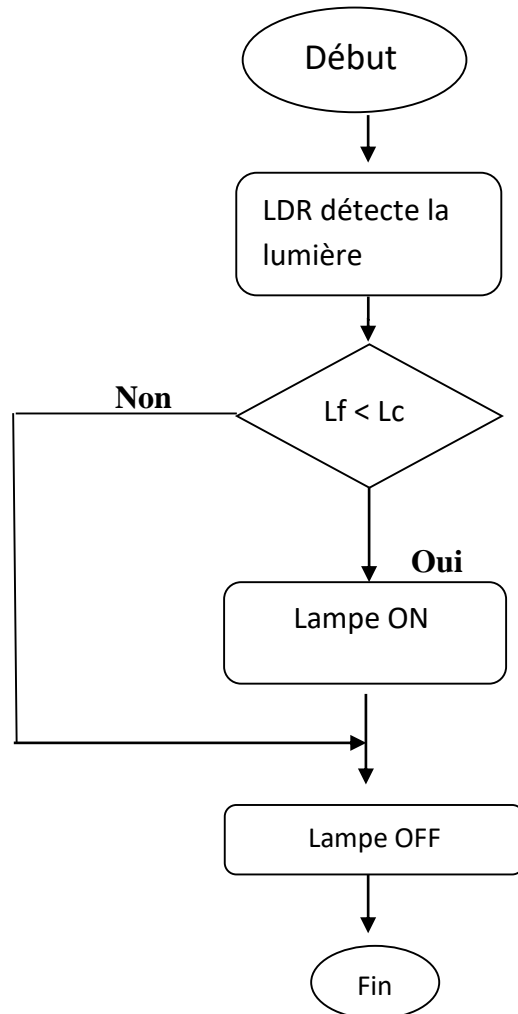 Début
LDR détecte la
lumière
Non
Lf < Lc
Oui
Lampe ON
Lampe OFF
Fin